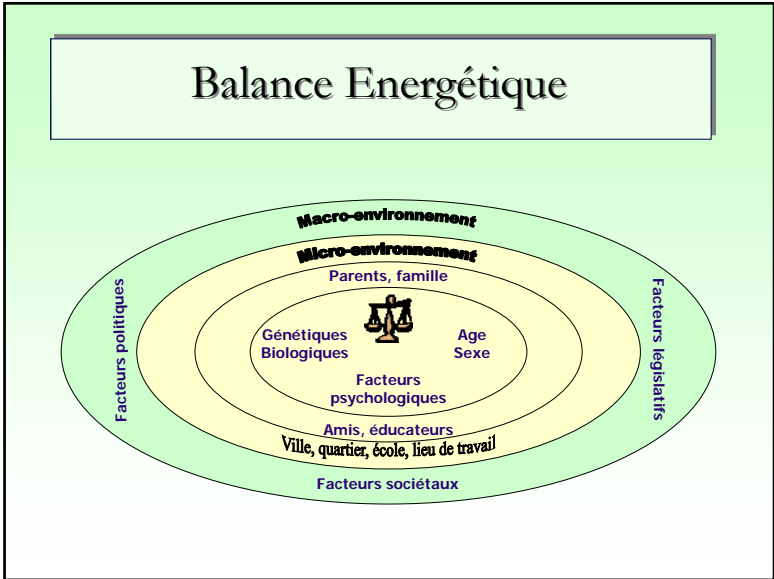 Balance Energétique
Macro-environnement
Micro-environnement
Parents, famille
Facteurs politiques
Génétiques
Biologiques
Age
Sexe
Facteurs législatifs
Facteurs
psychologiques
Amis, éducateurs
Ville, quartier, école, lieu de travail
Facteurs sociétaux